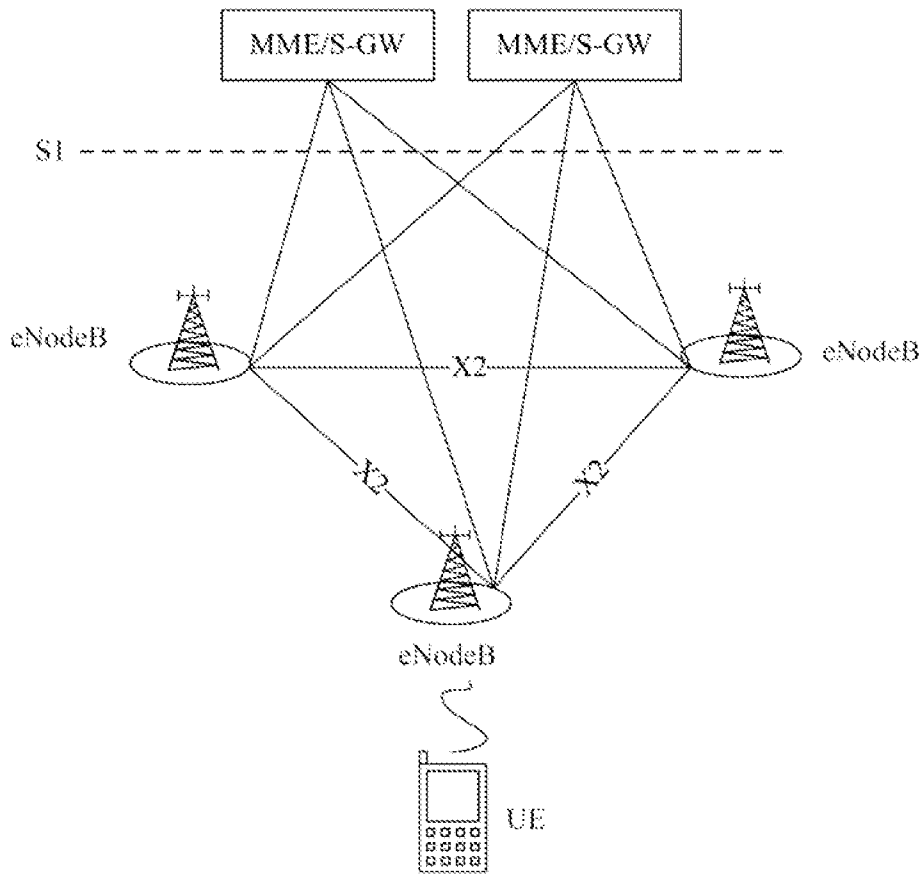 MME/S-GW
MME/S-GW
S1
eNodeB
eNodeB
X2
X2
X2
eNodeB
UE